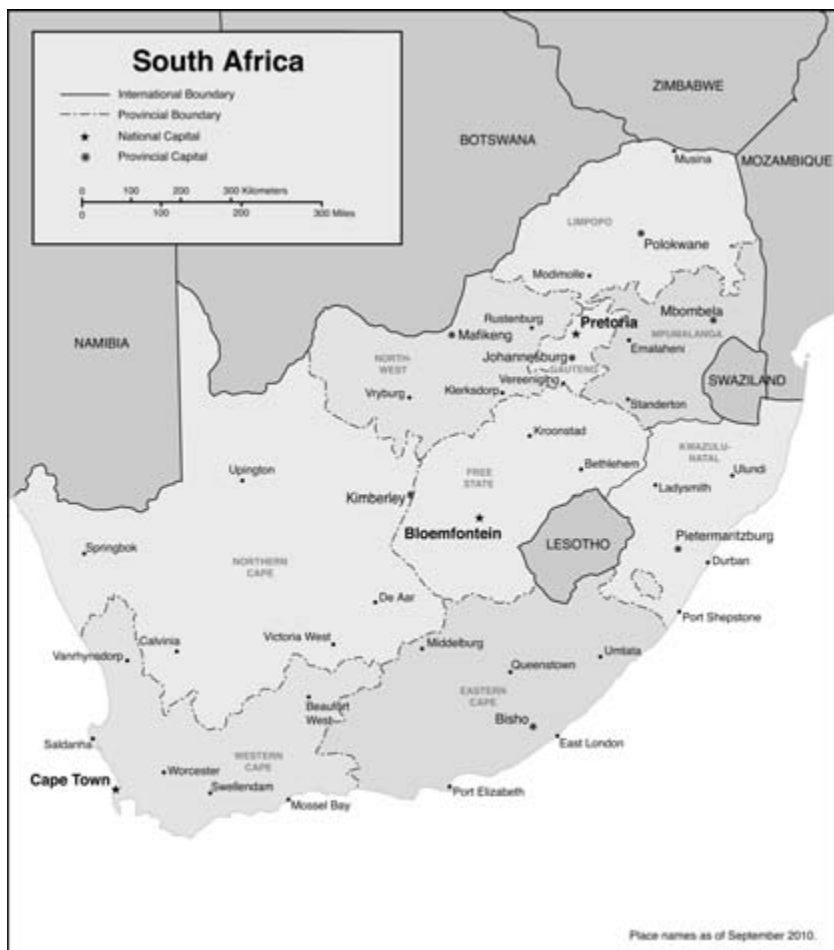 South Africa
International Boundary
Provincial Boundary
National Capital
Provincial Capital
0 100 200 300 Kilometers
0 100 200 300 Miles
ZIMBABWE
BOTSWANA
MOZAMBIQUE
Musina
LIMPOPO
Polokwane
Modimolle
NAMIBIA
Mbombela
Rustenburg
Pretoria
Mafikeng
MPUMALANGA
Emalaheni
Johannesburg
NORTH-
WEST
GAUTENG
Vereeniging
SWAZILAND
Vryburg
Klerksdorp
Standerton
Kroonstad
KWAZULU-
NATAL
Bethlehem
Ulundi
Upington
FREE
STATE
Ladysmith
Kimberley
Bloemfontein
Pietermaritzburg
LESOTHO
Springbok
NORTHERN
CAPE
Durban
De Aar
Port Shepstone
Calvinia
Victoria West
Middelburg
Umtata
Vanrhynsdorp
Queenstown
EASTERN
CAPE
Beaufort
West
Bisho
Saldanha
East London
WESTERN
CAPE
Worcester
Cape Town
Swellendam
Port Elizabeth
Mossel Bay
Place names as of September 2010.